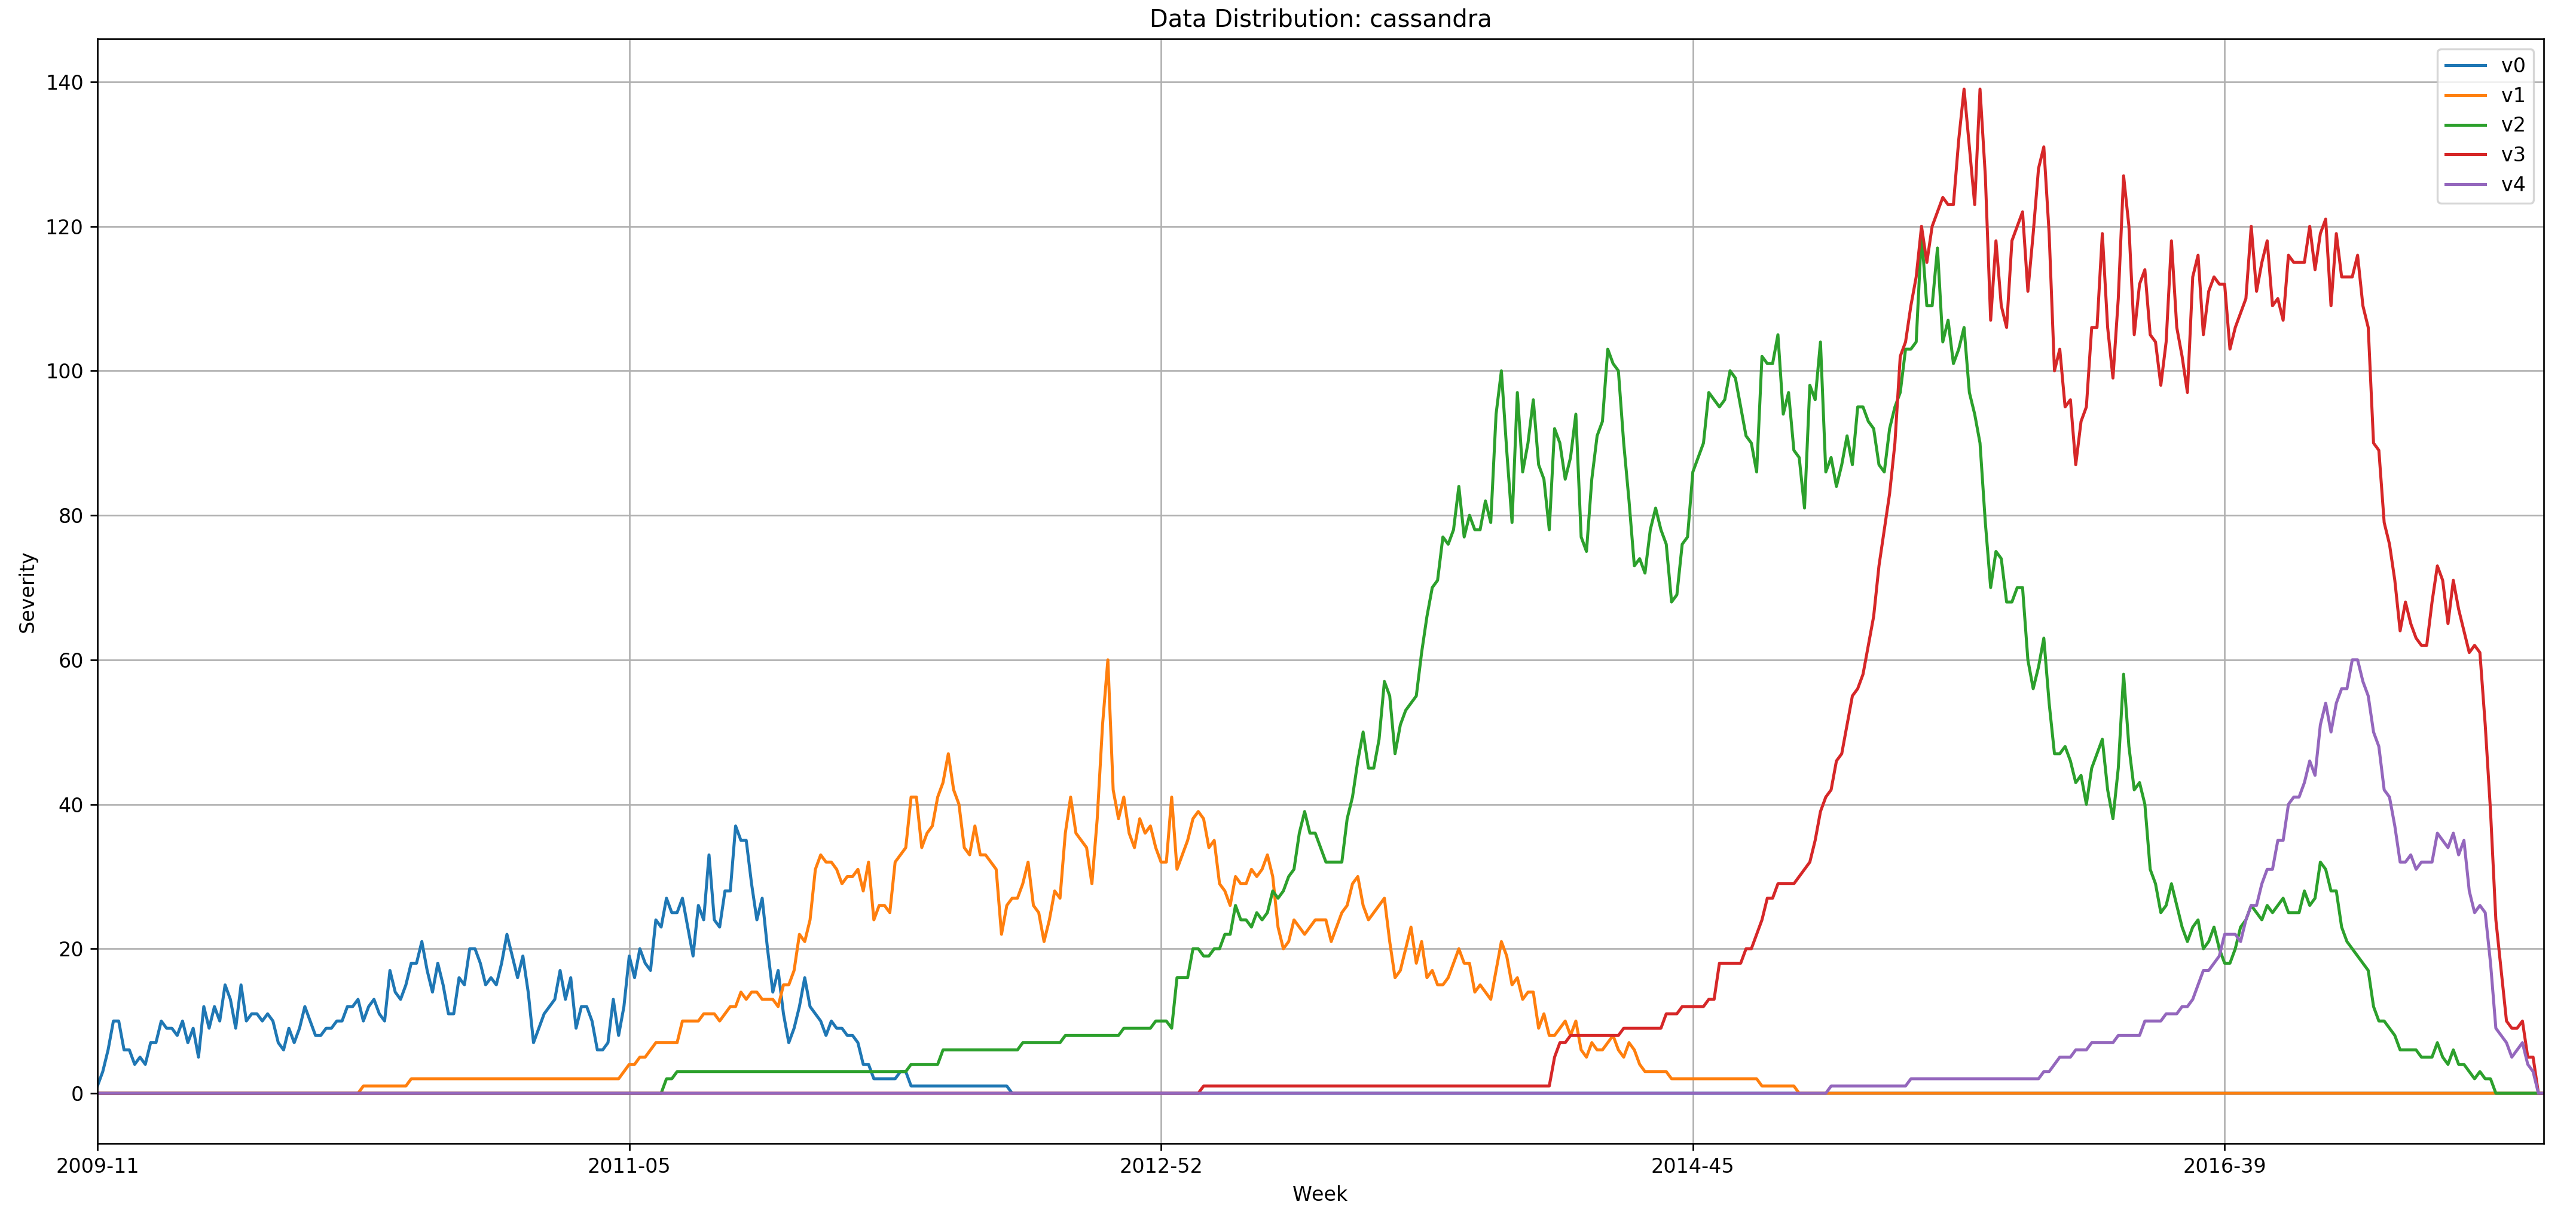 Data Distribution: cassandra
140
120
100
80
60
40
20
0
Severity
v0
v1
v2
v3
v4
2009-11
2011-05
2012-52
2014-45
2016-39
Week